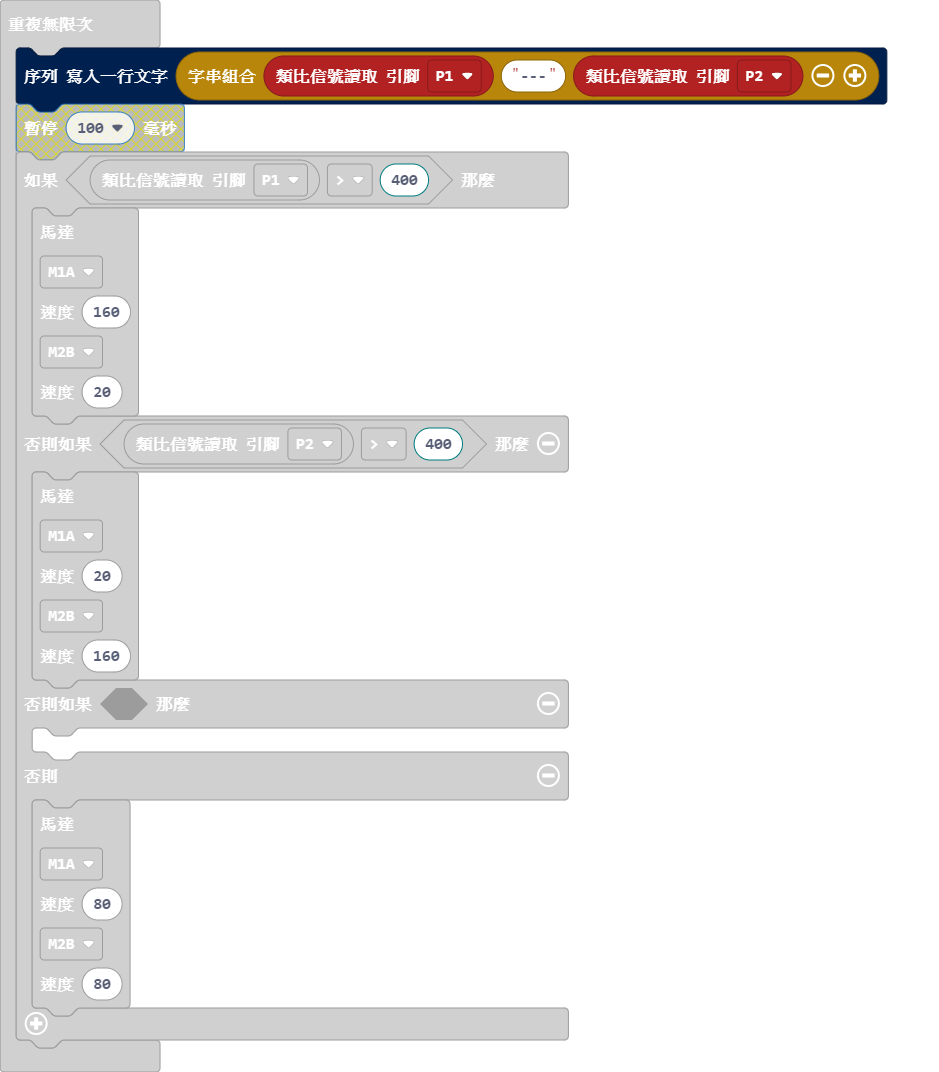 重複無限次
序列 寫入一行文字 字串組合 類比信號讀取 引腳 P1 "---" 類比信號讀取 引腳 P2
暫停 100 毫秒
如果 類比信號讀取 引腳 P1 > 400 那麼
馬達
M1A
速度 160
M2B
速度 20
否則如果 類比信號讀取 引腳 P2 > 400 那麼
馬達
M1A
速度 20
M2B
速度 160
否則如果 那麼
否則
馬達
M1A
速度 80
M2B
速度 80